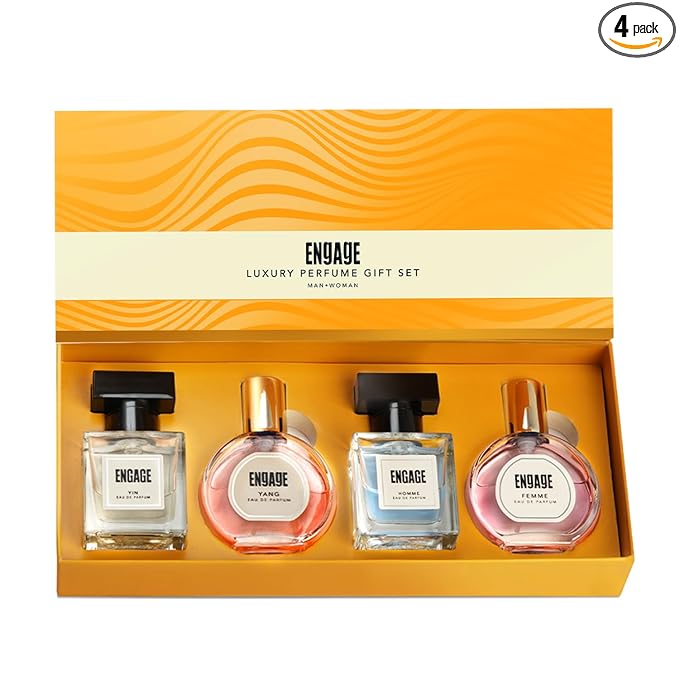 4 pack
ENGAGE
LUXURY PERFUME GIFT SET
MAN+WOMAN
ENGAGE
YIN
EAU DE PARFUM
ENGAGE
YANG
EAU DE PARFUM
ENGAGE
HOMME
EAU DE PARFUM
ENGAGE
FEMME
EAU DE PARFUM